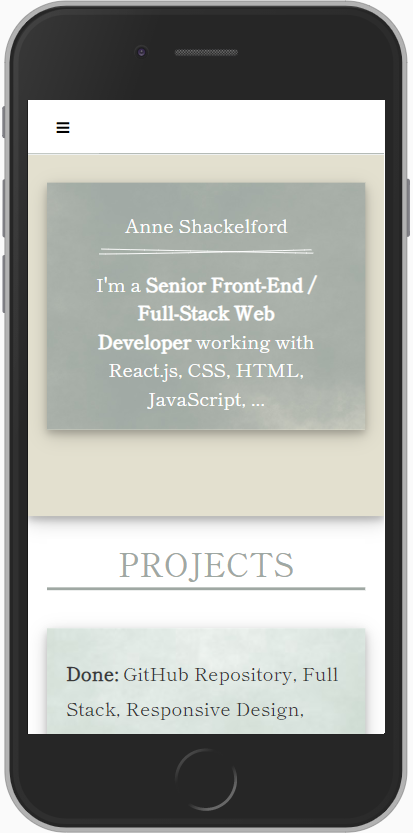 Anne Shackelford
I'm a Senior Front-End /
Full-Stack Web
Developer working with
React.js, CSS, HTML,
JavaScript, ...
PROJECTS
Done: GitHub Repository, Full
Stack, Responsive Design,